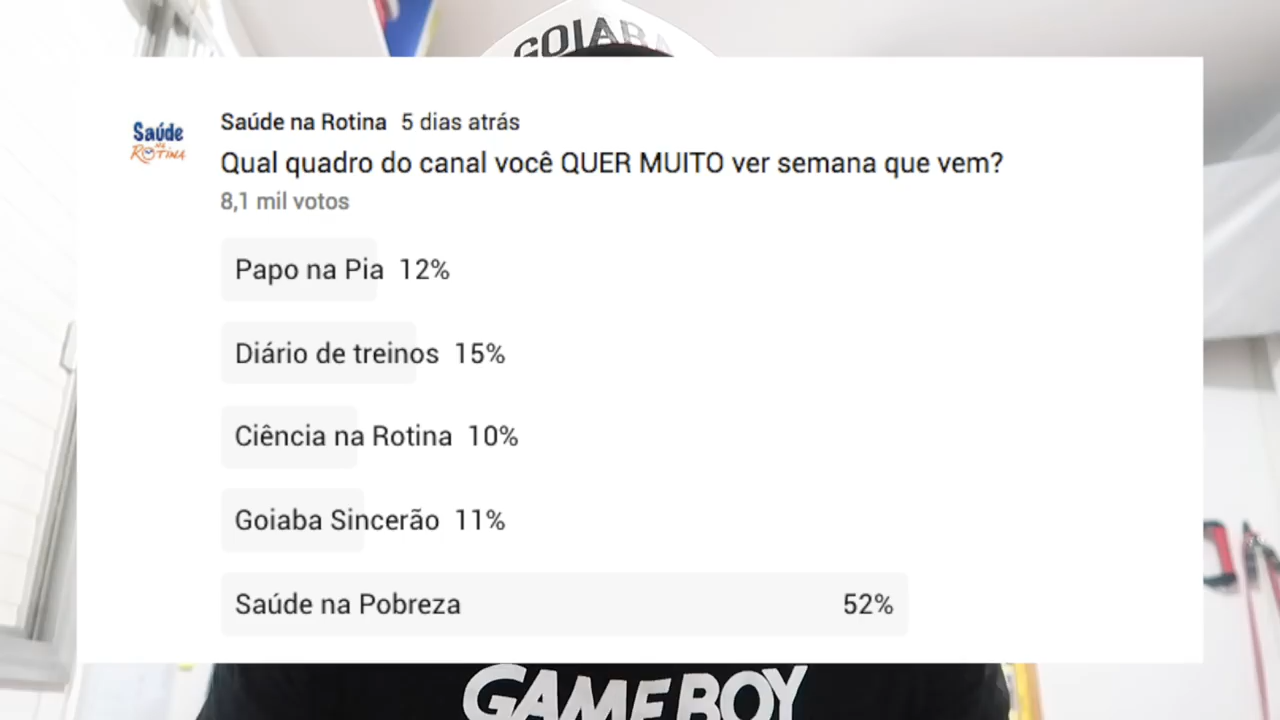 GOIABA
Saúde
NA
ROTINA
Saúde na Rotina 5 dias atrás
Qual quadro do canal você QUER MUITO ver semana que vem?
8,1 mil votos
Papo na Pia 12%
Diário de treinos 15%
Ciência na Rotina 10%
Goiaba Sincerão 11%
Saúde na Pobreza 52%
GAME BOY